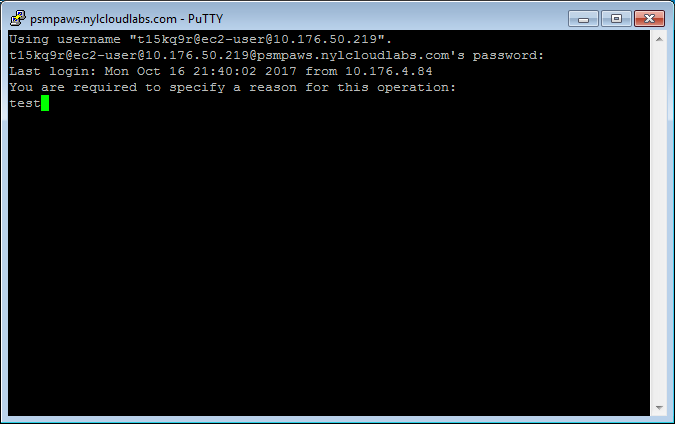 psmpaws.nylcloudlabs.com - PuTTY
Using username "t15kq9r@ec2-user@10.176.50.219".
t15kq9r@ec2-user@10.176.50.219@psmpaws.nylcloudlabs.com's password:
Last login: Mon Oct 16 21:40:02 2017 from 10.176.4.84
You are required to specify a reason for this operation:
test